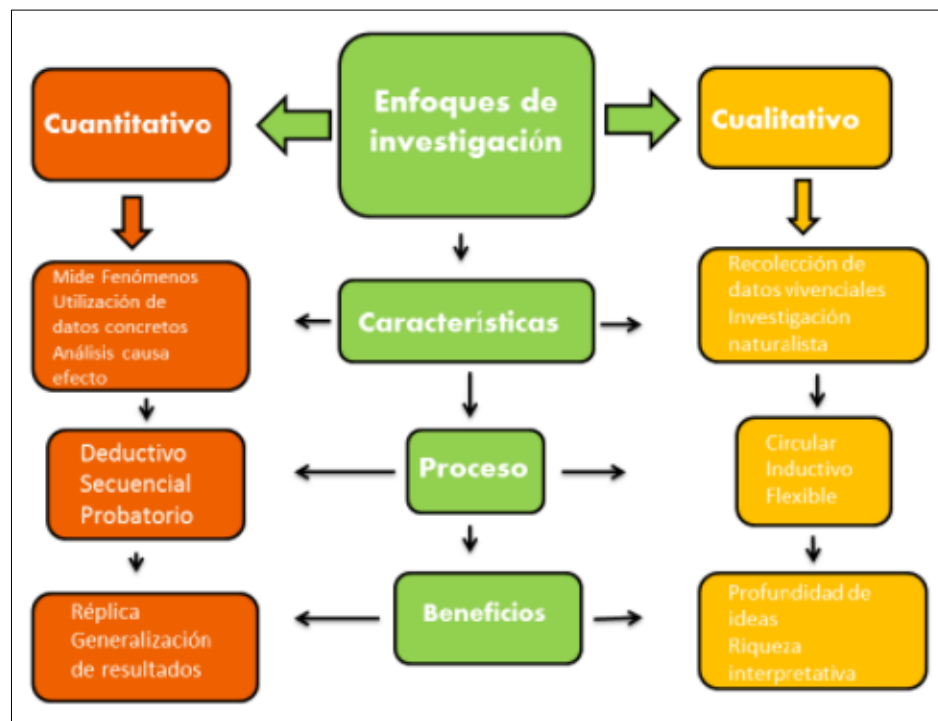 Enfoques de
investigación
Cuantitativo
Cualitativo
Mide Fenómenos
Utilización de
datos concretos
Análisis causa
efecto
Características
Recolección de
datos vivenciales
Investigación
naturalista
Deductivo
Secuencial
Probatorio
Proceso
Circular
Inductivo
Flexible
Réplica
Generalización
de resultados
Beneficios
Profundidad de
ideas
Riqueza
interpretativa